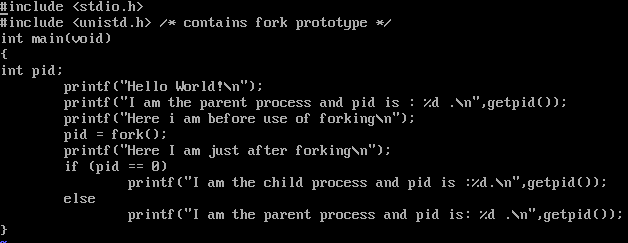 #include <stdio.h>
#include <unistd.h> /* contains fork prototype */
int main(void)
{
int pid;
        printf("Hello World!\n");
        printf("I am the parent process and pid is : %d .\n",getpid());
        printf("Here i am before use of forking\n");
        pid = fork();
        printf("Here I am just after forking\n");
        if (pid == 0)
                printf("I am the child process and pid is :%d.\n",getpid());
        else
                printf("I am the parent process and pid is: %d .\n",getpid());
}